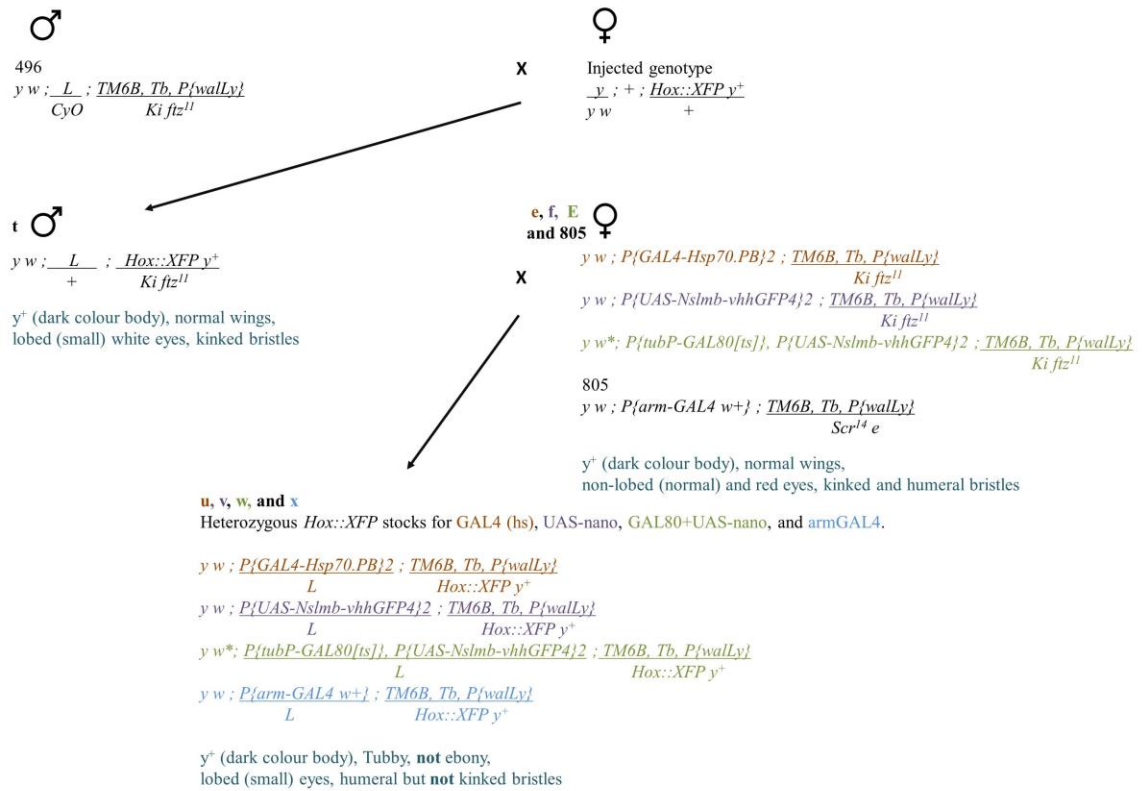 ♂
496
y w ; L ; TM6B, Tb, P{walLy}
CyO Ki ftz¹¹
X
♀
Injected genotype
y ; + ; Hox::XFP y⁺
y w +
t ♂
y w ; L ; Hox::XFP y⁺
+ Ki ftz¹¹
y⁺ (dark colour body), normal wings,
lobed (small) white eyes, kinked bristles
X
e, f, E
and 805 ♀
y w ; P{GAL4-Hsp70.PB}2 ; TM6B, Tb, P{walLy}
Ki ftz¹¹
y w ; P{UAS-Nslmb-vhhGFP4}2 ; TM6B, Tb, P{walLy}
Ki ftz¹¹
y w*; P{tubP-GAL80[ts]}, P{UAS-Nslmb-vhhGFP4}2 ; TM6B, Tb, P{walLy}
Ki ftz¹¹
805
y w ; P{arm-GAL4 w+} ; TM6B, Tb, P{walLy}
Scr¹⁴ e
y⁺ (dark colour body), normal wings,
non-lobed (normal) and red eyes, kinked and humeral bristles
u, v, w, and x
Heterozygous Hox::XFP stocks for GAL4 (hs), UAS-nano, GAL80+UAS-nano, and armGAL4.
y w ; P{GAL4-Hsp70.PB}2 ; TM6B, Tb, P{walLy}
L Hox::XFP y⁺
y w ; P{UAS-Nslmb-vhhGFP4}2 ; TM6B, Tb, P{walLy}
L Hox::XFP y⁺
y w*; P{tubP-GAL80[ts]}, P{UAS-Nslmb-vhhGFP4}2 ; TM6B, Tb, P{walLy}
L Hox::XFP y⁺
y w ; P{arm-GAL4 w+} ; TM6B, Tb, P{walLy}
L Hox::XFP y⁺
y⁺ (dark colour body), Tubby, not ebony,
lobed (small) eyes, humeral but not kinked bristles